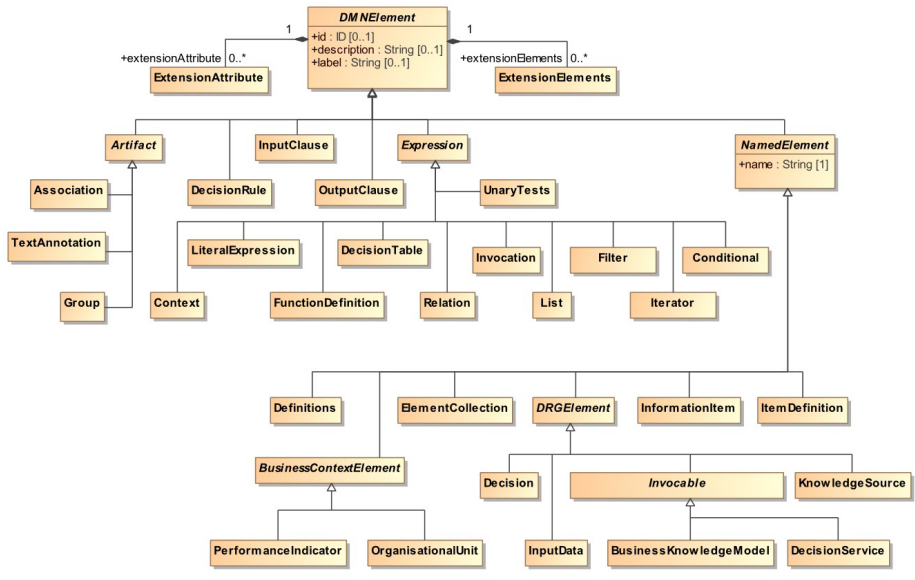 DMNElement
+id : ID [0..1]
+description : String [0..1]
+label : String [0..1]
1
1
+extensionAttribute 0..*
+extensionElements 0..*
ExtensionAttribute
ExtensionElements
Artifact
InputClause
Expression
NamedElement
+name : String [1]
Association
DecisionRule
OutputClause
UnaryTests
TextAnnotation
LiteralExpression
DecisionTable
Invocation
Filter
Conditional
Group
Context
FunctionDefinition
Relation
List
Iterator
Definitions
ElementCollection
DRGElement
InformationItem
ItemDefinition
BusinessContextElement
Decision
Invocable
KnowledgeSource
PerformanceIndicator
OrganisationalUnit
InputData
BusinessKnowledgeModel
DecisionService